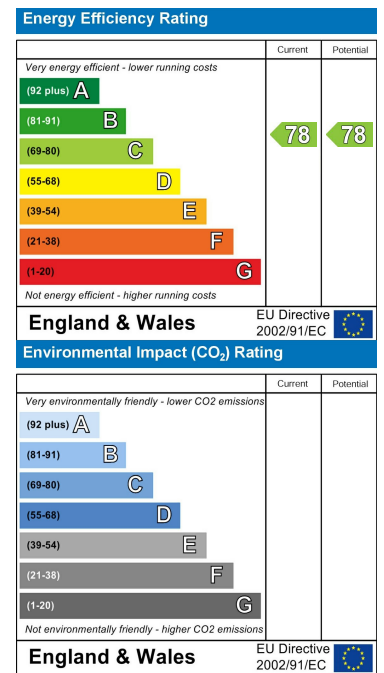 Energy Efficiency Rating
Current Potential
Very energy efficient - lower running costs
(92 plus) A
(81-91) B
(69-80) C
78 78
(55-68) D
(39-54) E
(21-38) F
(1-20) G
Not energy efficient - higher running costs
England & Wales
EU Directive
2002/91/EC
Environmental Impact (CO₂) Rating
Current Potential
Very environmentally friendly - lower CO2 emissions
(92 plus) A
(81-91) B
(69-80) C
(55-68) D
(39-54) E
(21-38) F
(1-20) G
Not environmentally friendly - higher CO2 emissions
England & Wales
EU Directive
2002/91/EC